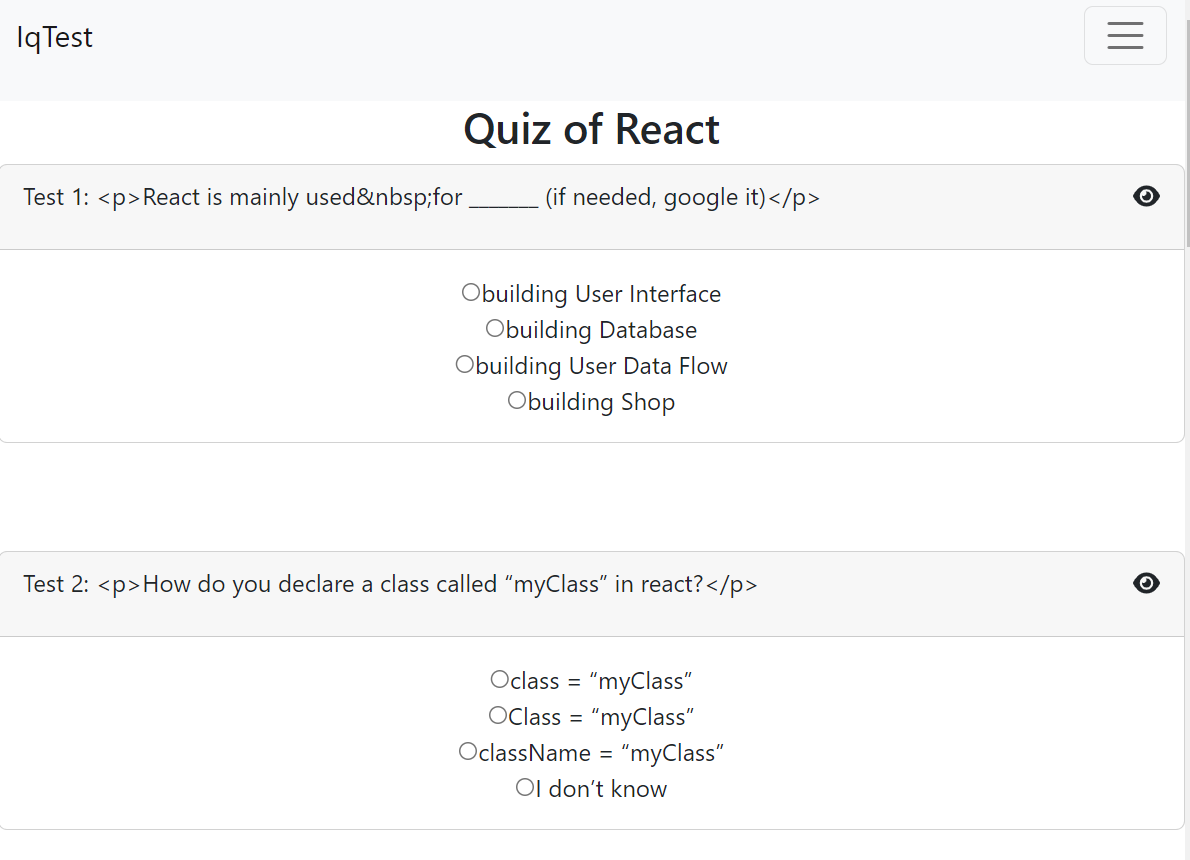 IqTest
Quiz of React
Test 1: <p>React is mainly used&nbsp;for _______ (if needed, google it)</p>
building User Interface
building Database
building User Data Flow
building Shop
Test 2: <p>How do you declare a class called “myClass” in react?</p>
class = “myClass”
Class = “myClass”
className = “myClass”
I don’t know